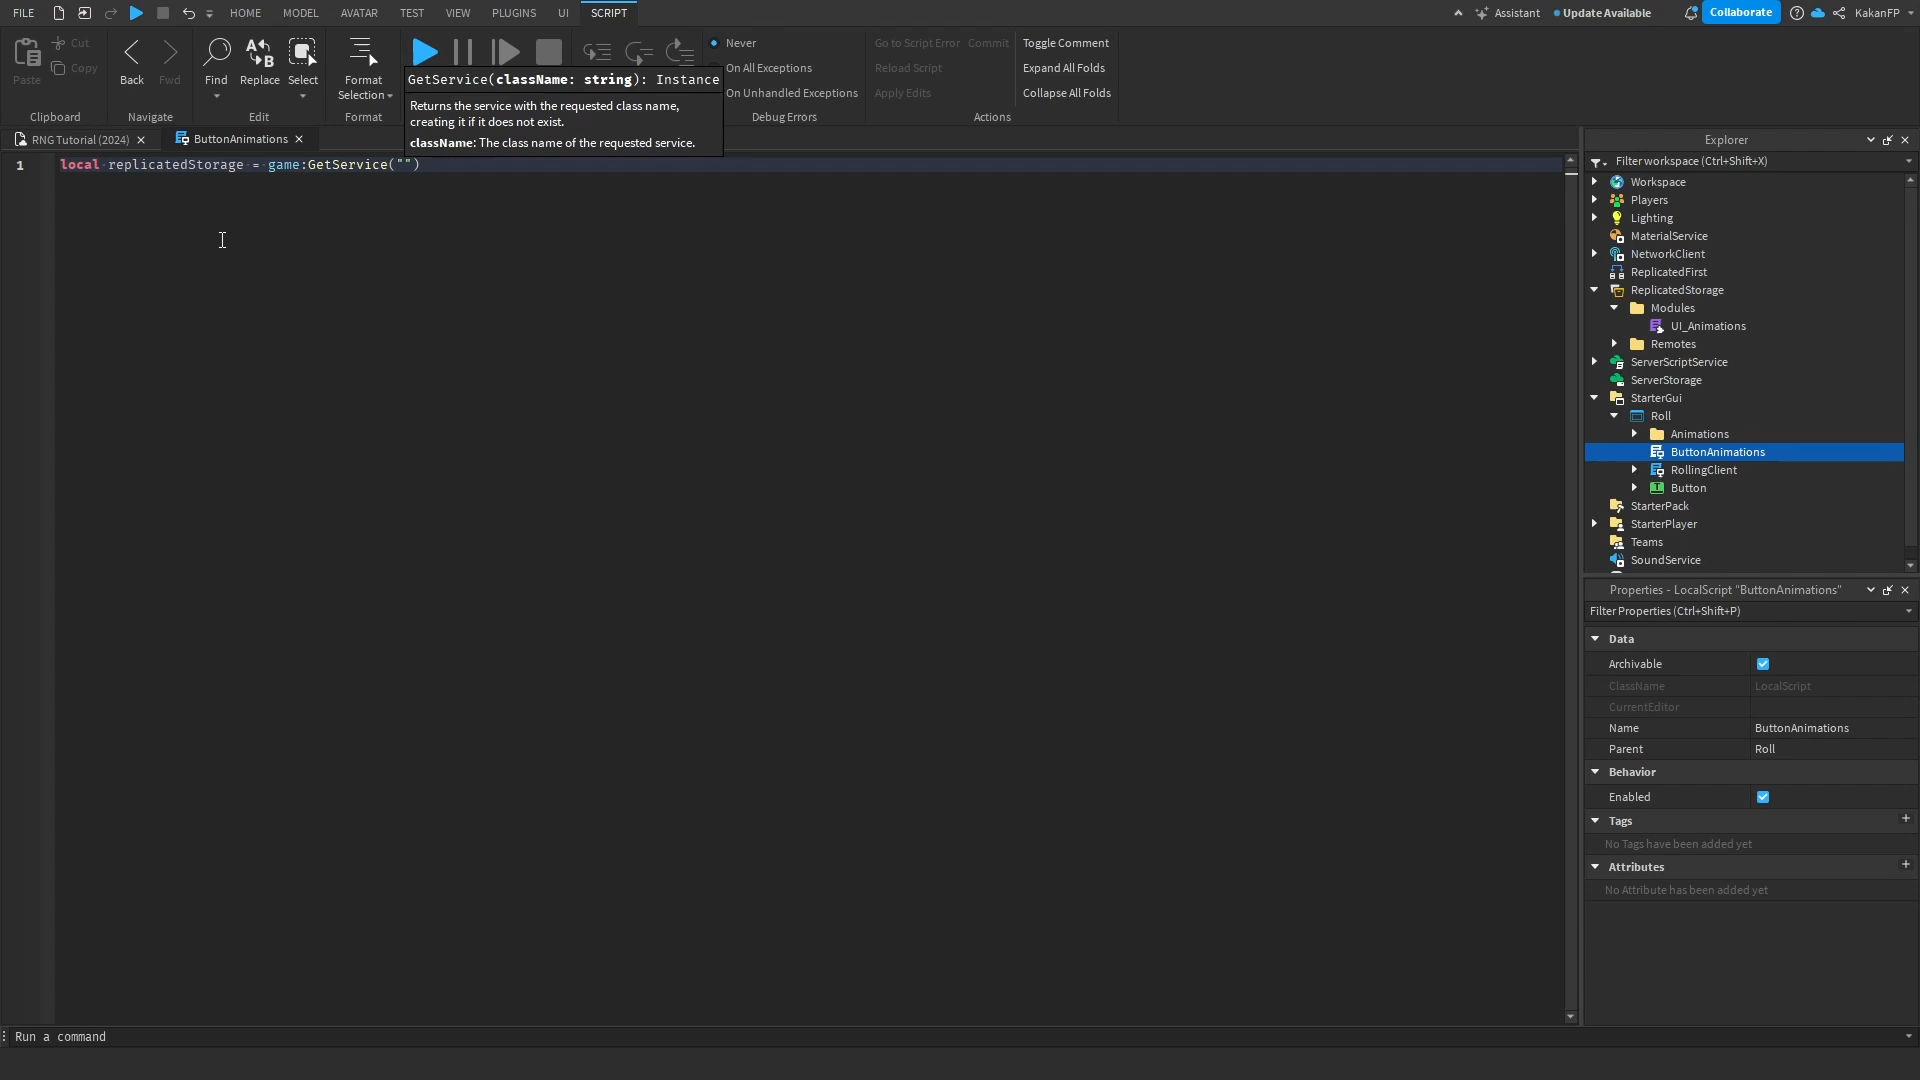 FILE HOME MODEL AVATAR TEST VIEW PLUGINS UI SCRIPT Assistant Update Available Collaborate KakanFP
Paste Cut Copy
Clipboard
Back Fwd
Navigate
Find Replace Select
Edit
Format
Selection
Format
Never
On All Exceptions
On Unhandled Exceptions
Debug Errors
Go to Script Error Commit
Reload Script
Apply Edits
Toggle Comment
Expand All Folds
Collapse All Folds
Actions
GetService(className: string): Instance
Returns the service with the requested class name,
creating it if it does not exist.
className: The class name of the requested service.
RNG Tutorial (2024) ButtonAnimations
1 local replicatedStorage = game:GetService("")
Explorer
Filter workspace (Ctrl+Shift+X)
Workspace
Players
Lighting
MaterialService
NetworkClient
ReplicatedFirst
ReplicatedStorage
Modules
UI_Animations
Remotes
ServerScriptService
ServerStorage
StarterGui
Roll
Animations
ButtonAnimations
RollingClient
Button
StarterPack
StarterPlayer
Teams
SoundService
Properties - LocalScript "ButtonAnimations"
Filter Properties (Ctrl+Shift+P)
Data
Archivable
ClassName LocalScript
CurrentEditor
Name ButtonAnimations
Parent Roll
Behavior
Enabled
Tags
No Tags have been added yet
Attributes
No Attribute has been added yet
Run a command